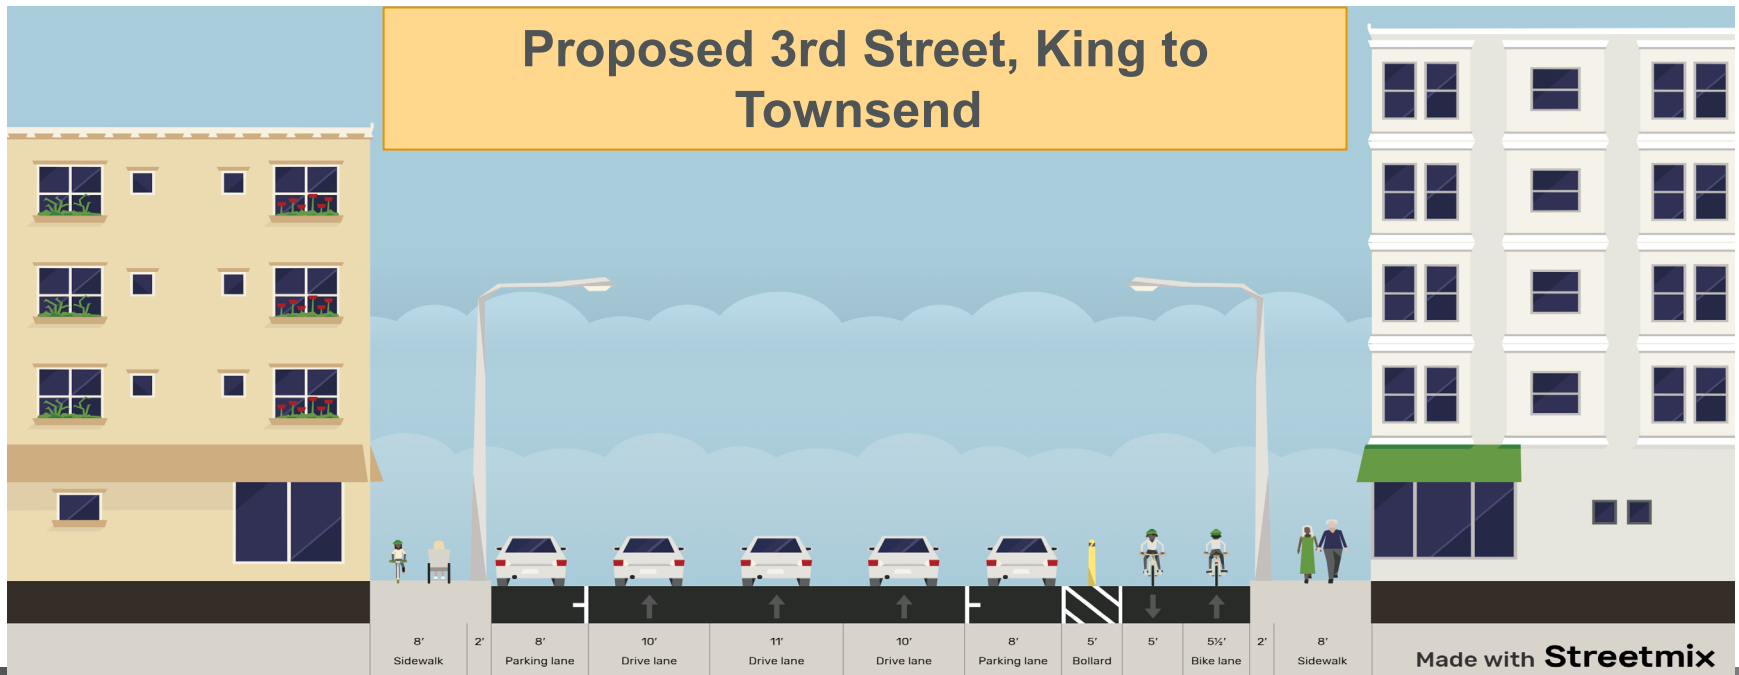 Proposed 3rd Street, King to
Townsend
8' 2' 8' 10' 11' 10' 8' 5' 5' 5½' 2' 8'
Sidewalk Parking lane Drive lane Drive lane Drive lane Parking lane Bollard Bike lane Sidewalk
Made with Streetmix